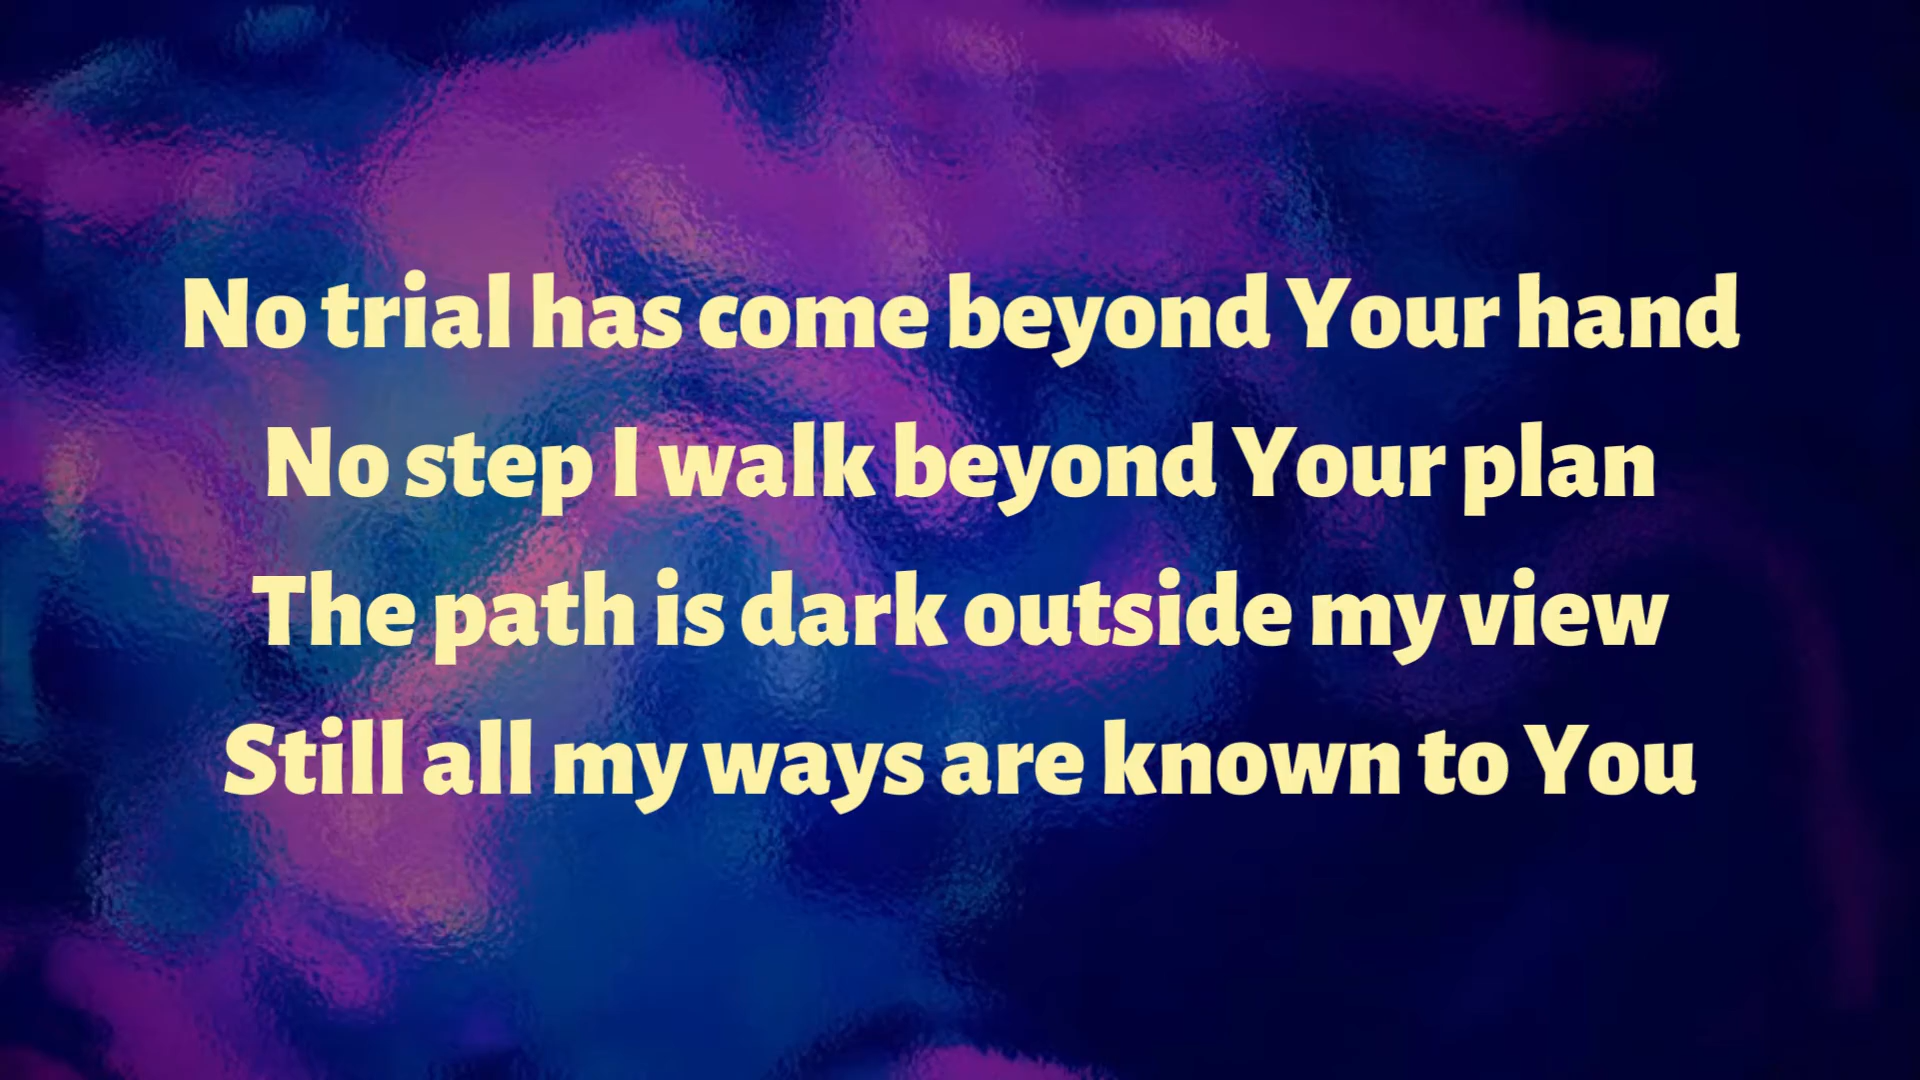 No trial has come beyond Your hand
No step I walk beyond Your plan
The path is dark outside my view
Still all my ways are known to You